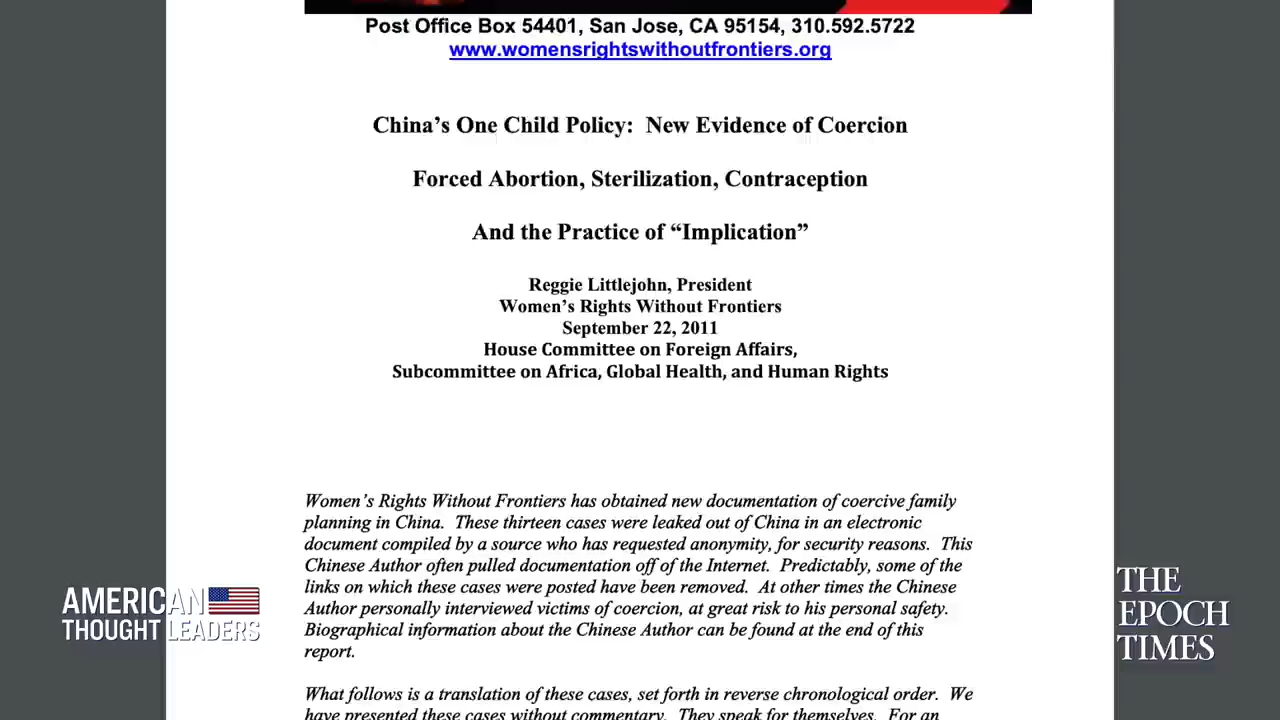 Post Office Box 54401, San Jose, CA 95154, 310.592.5722
www.womensrightswithoutfrontiers.org
China’s One Child Policy:  New Evidence of Coercion
Forced Abortion, Sterilization, Contraception
And the Practice of “Implication”
Reggie Littlejohn, President
Women’s Rights Without Frontiers
September 22, 2011
House Committee on Foreign Affairs,
Subcommittee on Africa, Global Health, and Human Rights
Women’s Rights Without Frontiers has obtained new documentation of coercive family
planning in China.  These thirteen cases were leaked out of China in an electronic
document compiled by a source who has requested anonymity, for security reasons.  This
Chinese Author often pulled documentation off of the Internet.  Predictably, some of the
links on which these cases were posted have been removed.  At other times the Chinese
Author personally interviewed victims of coercion, at great risk to his personal safety.
Biographical information about the Chinese Author can be found at the end of this
report.
What follows is a translation of these cases, set forth in reverse chronological order.  We
have presented these cases without commentary.  They speak for themselves.  For an
AMERICAN
THOUGHT LEADERS
THE
EPOCH
TIMES